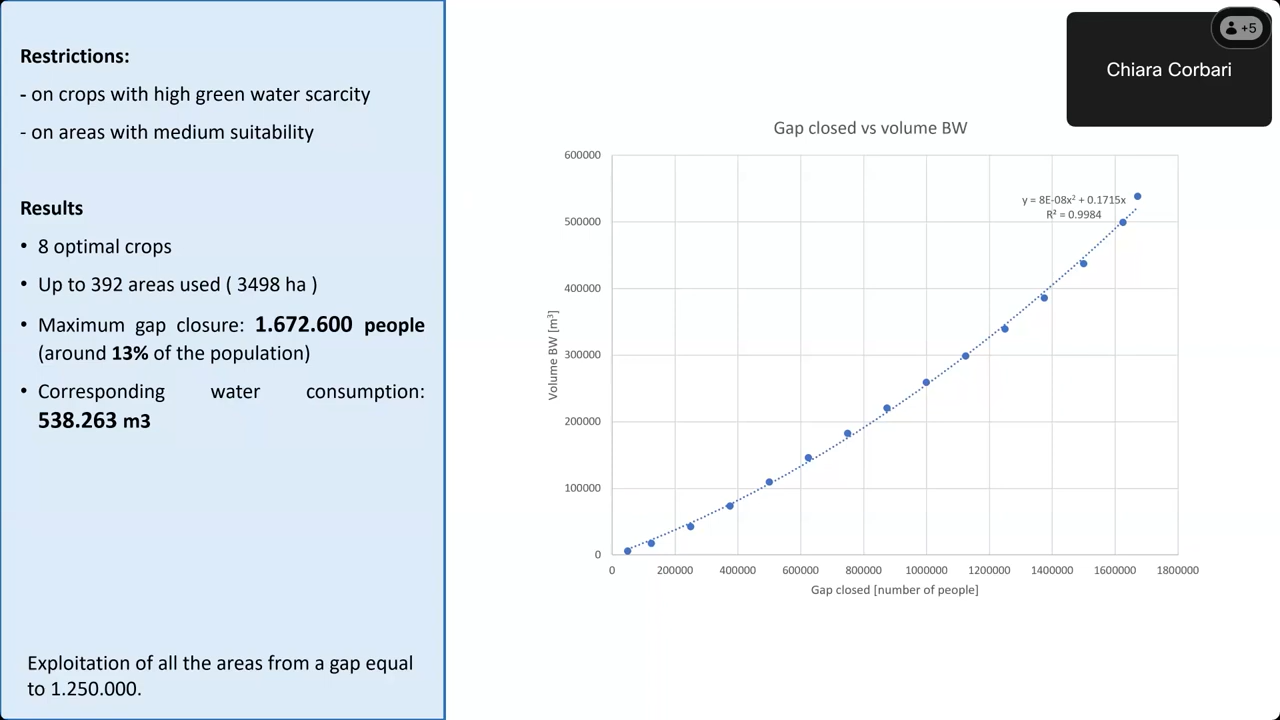 Restrictions:
- on crops with high green water scarcity
- on areas with medium suitability
Results
• 8 optimal crops
• Up to 392 areas used ( 3498 ha )
• Maximum gap closure: 1.672.600 people
(around 13% of the population)
• Corresponding water consumption:
538.263 m3
Exploitation of all the areas from a gap equal
to 1.250.000.
+5
Chiara Corbari
Gap closed vs volume BW
600000
500000
400000
300000
200000
100000
0
Volume BW [m³]
y = 8E-08x² + 0.1715x
R² = 0.9984
0 200000 400000 600000 800000 1000000 1200000 1400000 1600000 1800000
Gap closed [number of people]